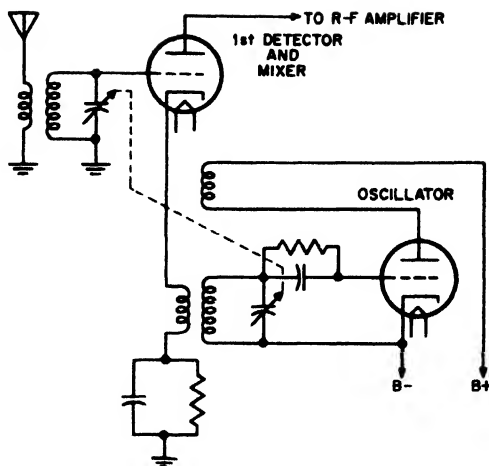 TO R-F AMPLIFIER
1st DETECTOR
AND
MIXER
OSCILLATOR
B-
B+